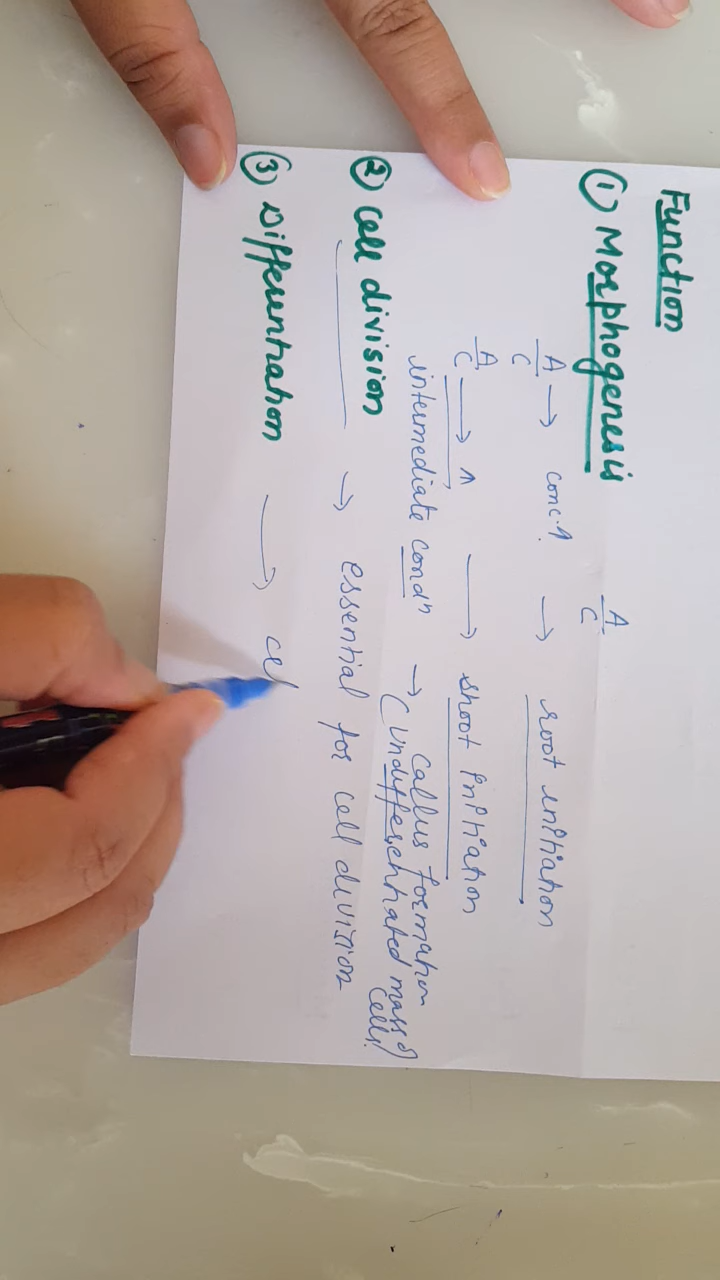 Function
① Morphogenesis
A/C
A/C → conc.↑ → root initiation
A/C → ↑ → shoot initiation
intermediate condⁿ → callus formation
(undifferentiated mass of cells)
② cell division → essential for cell division
③ Differentiation → cel